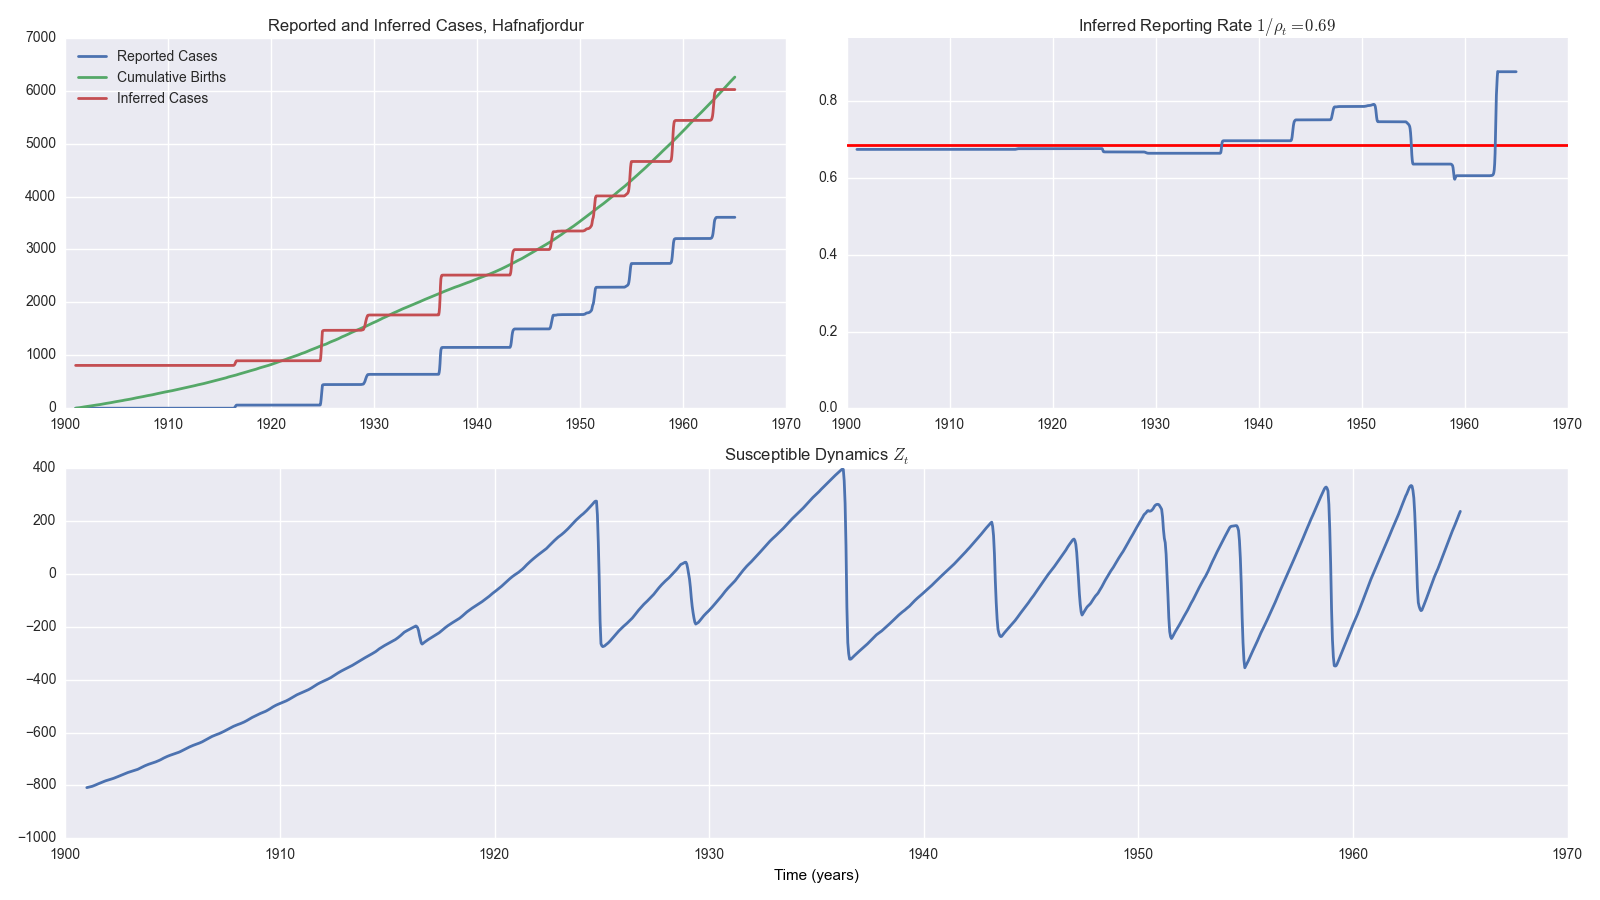 Reported and Inferred Cases, Hafnafjordur
7000
6000
5000
4000
3000
2000
1000
0
Reported Cases
Cumulative Births
Inferred Cases
1900 1910 1920 1930 1940 1950 1960 1970
Inferred Reporting Rate 1/ρt =0.69
0.8
0.6
0.4
0.2
0.0
1900 1910 1920 1930 1940 1950 1960 1970
Susceptible Dynamics Zt
400
200
0
−200
−400
−600
−800
−1000
1900 1910 1920 1930 1940 1950 1960 1970
Time (years)